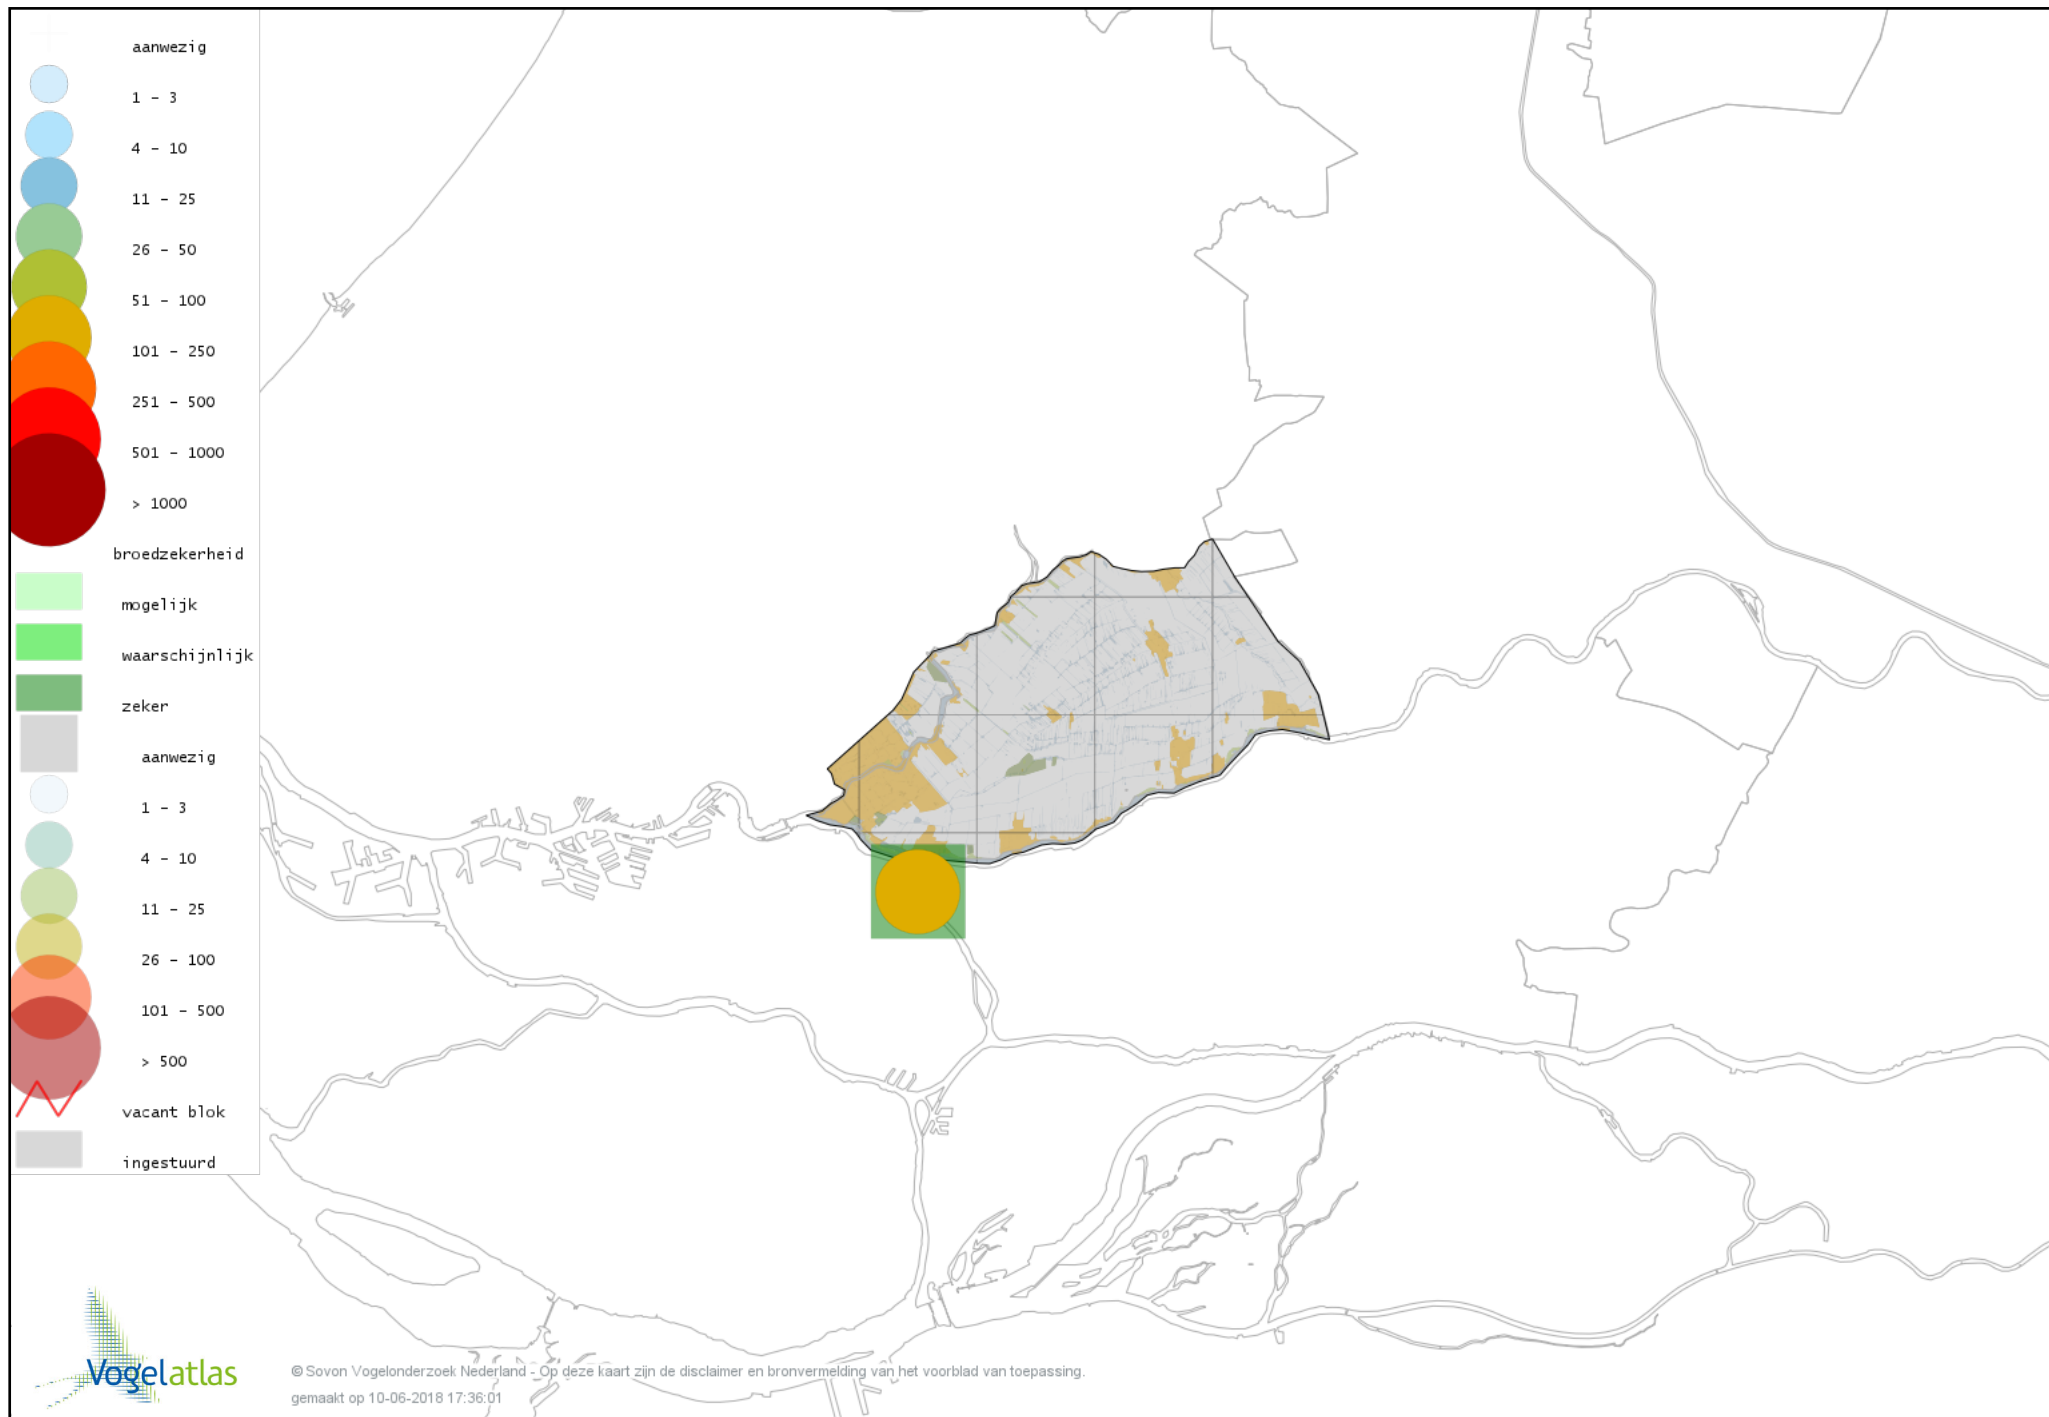 aanwezig
1 - 3
4 - 10
11 - 25
26 - 50
51 - 100
101 - 250
251 - 500
501 - 1000
> 1000
broedzekerheid
mogelijk
waarschijnlijk
zeker
aanwezig
1 - 3
4 - 10
11 - 25
26 - 100
101 - 500
> 500
vacant blok
ingestuurd
Vogelatlas
© Sovon Vogelonderzoek Nederland - Op deze kaart zijn de disclaimer en bronvermelding van het voorblad van toepassing.
gemaakt op 10-06-2018 17:36:01